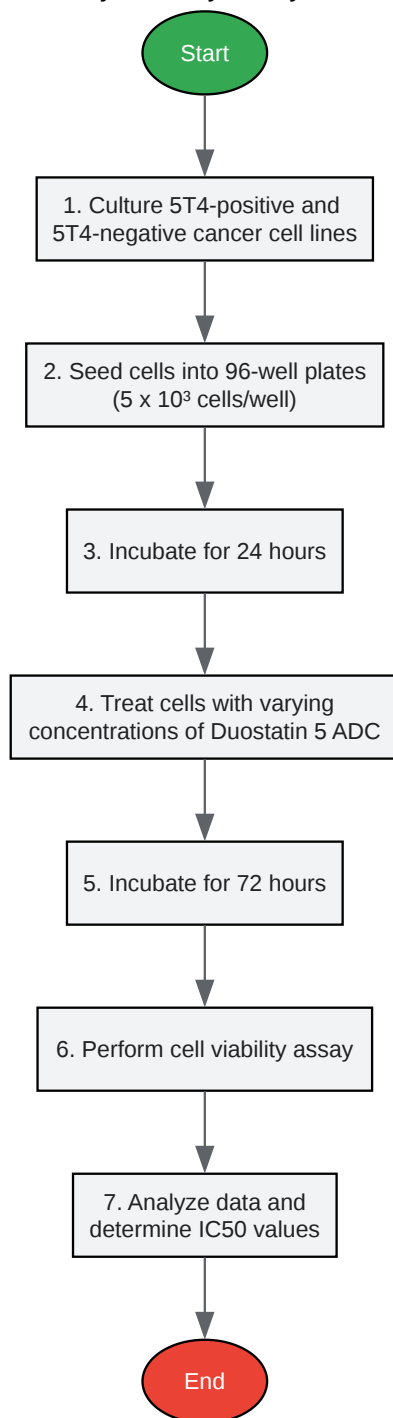 Start
1. Culture 5T4-positive and
5T4-negative cancer cell lines
2. Seed cells into 96-well plates
(5 x 10³ cells/well)
3. Incubate for 24 hours
4. Treat cells with varying
concentrations of Duostatin 5 ADC
5. Incubate for 72 hours
6. Perform cell viability assay
7. Analyze data and
determine IC50 values
End